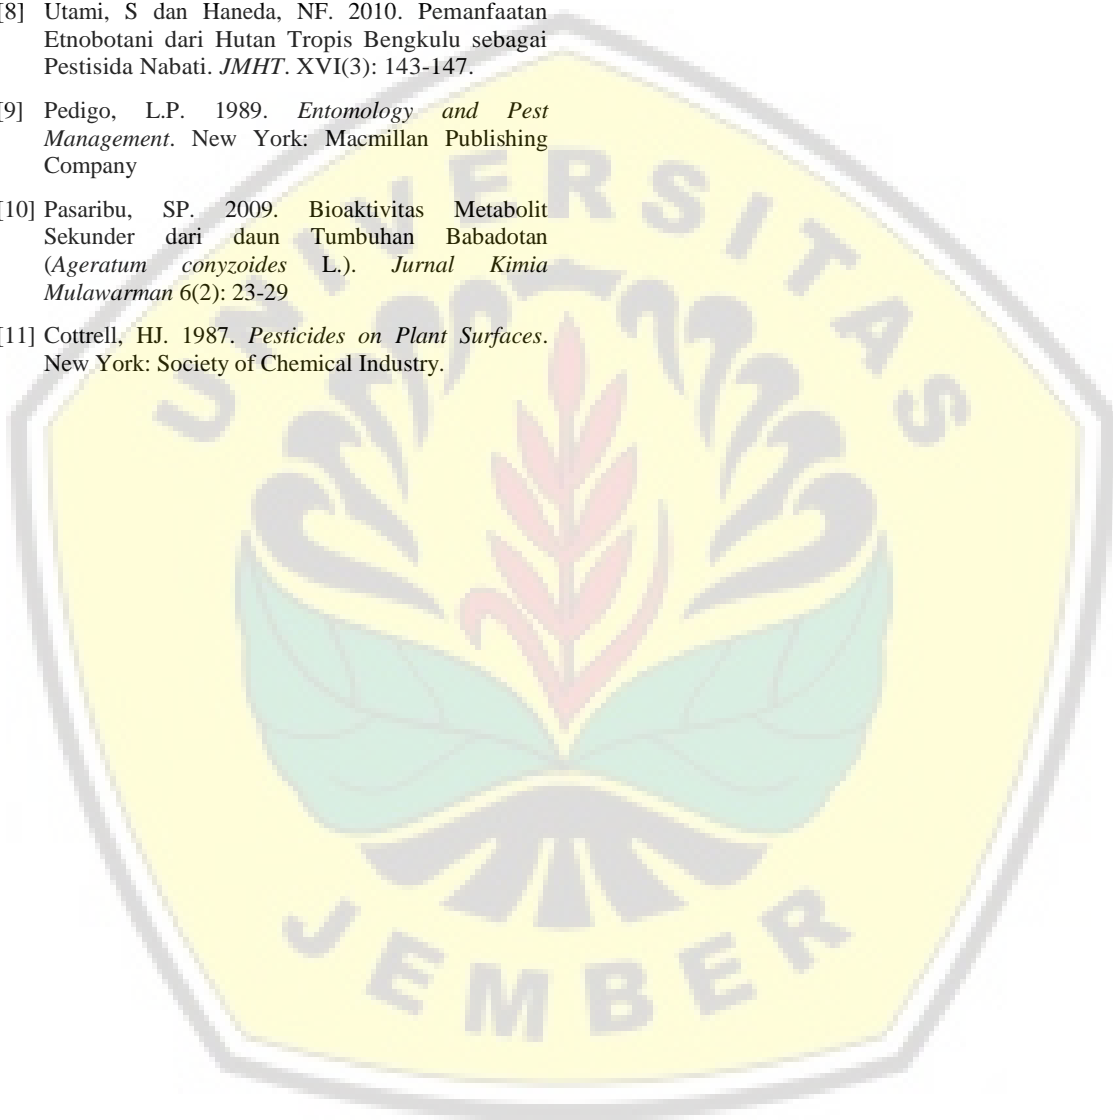 [8] Utami, S dan Haneda, NF. 2010. Pemanfaatan
Etnobotani dari Hutan Tropis Bengkulu sebagai
Pestisida Nabati. JMHT. XVI(3): 143-147.
[9] Pedigo, L.P. 1989. Entomology and Pest
Management. New York: Macmillan Publishing
Company
[10] Pasaribu, SP. 2009. Bioaktivitas Metabolit
Sekunder dari daun Tumbuhan Babadotan
(Ageratum conyzoides L.). Jurnal Kimia
Mulawarman 6(2): 23-29
[11] Cottrell, HJ. 1987. Pesticides on Plant Surfaces.
New York: Society of Chemical Industry.
UNIVERSITAS
JEMBER